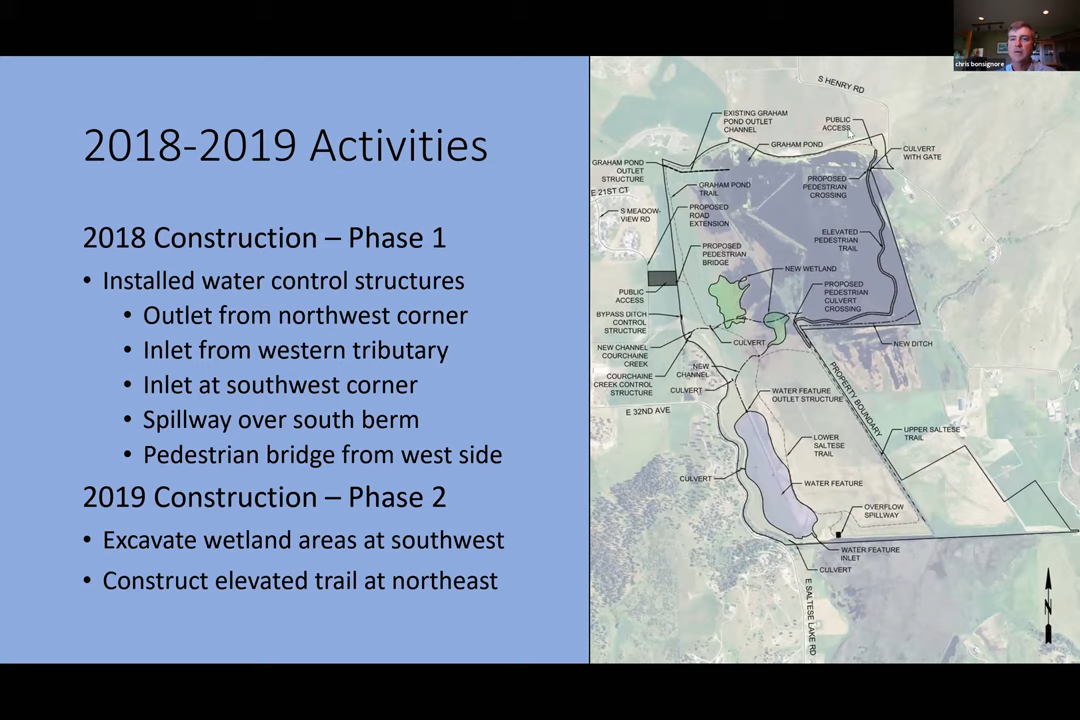 chris bonsignore
2018-2019 Activities
2018 Construction – Phase 1
• Installed water control structures
• Outlet from northwest corner
• Inlet from western tributary
• Inlet at southwest corner
• Spillway over south berm
• Pedestrian bridge from west side
2019 Construction – Phase 2
• Excavate wetland areas at southwest
• Construct elevated trail at northeast
S HENRY RD
EXISTING GRAHAM
POND OUTLET
CHANNEL
PUBLIC
ACCESS
GRAHAM POND
CULVERT
WITH GATE
GRAHAM POND
OUTLET
STRUCTURE
E 21ST CT
GRAHAM POND
TRAIL
PROPOSED
PEDESTRIAN
CROSSING
S MEADOW-
VIEW RD
PROPOSED
ROAD
EXTENSION
ELEVATED
PEDESTRIAN
TRAIL
PROPOSED
PEDESTRIAN
BRIDGE
NEW WETLAND
PUBLIC
ACCESS
PROPOSED
PEDESTRIAN
CULVERT
CROSSING
BYPASS DITCH
CONTROL
STRUCTURE
CULVERT
NEW DITCH
NEW CHANNEL
COURCHAINE
CREEK
NEW
CHANNEL
COURCHAINE
CREEK CONTROL
STRUCTURE
CULVERT
PROPERTY BOUNDARY
WATER FEATURE
OUTLET STRUCTURE
E 32ND AVE
UPPER SALTESE
TRAIL
LOWER
SALTESE
TRAIL
CULVERT
WATER FEATURE
OVERFLOW
SPILLWAY
WATER FEATURE
INLET
CULVERT
E SALTESE LAKE RD
N